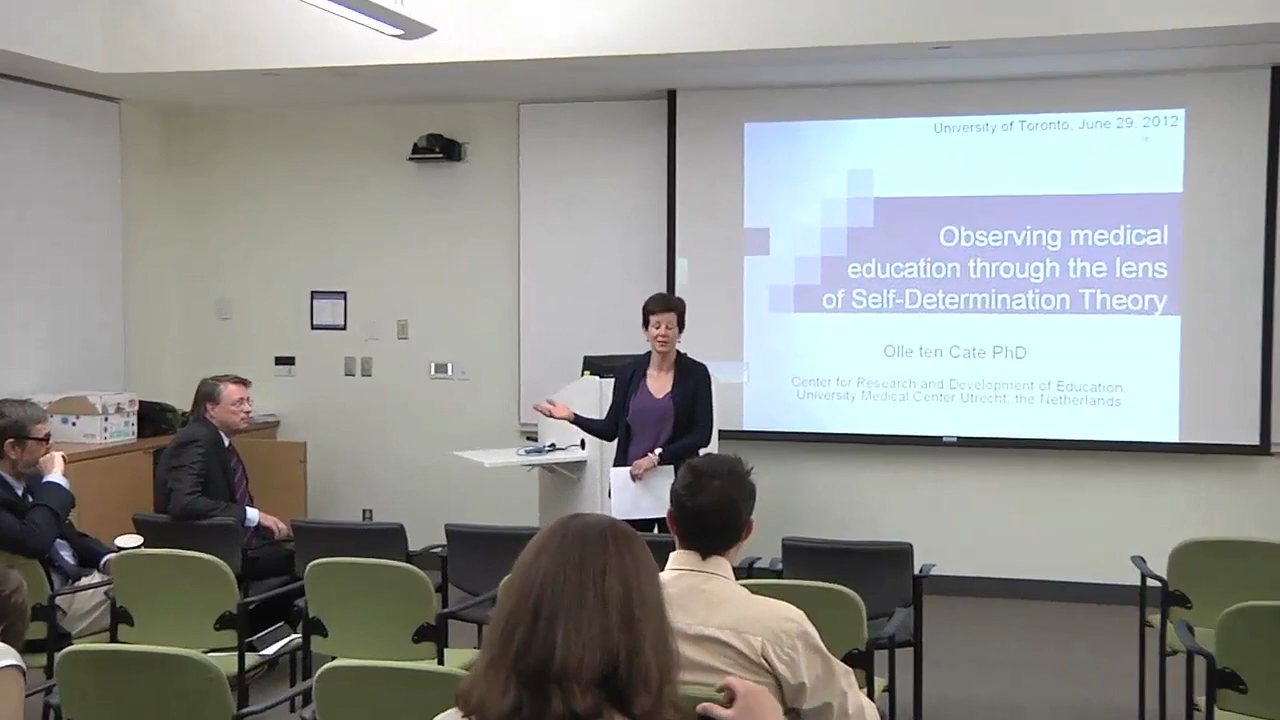 University of Toronto, June 29, 2012
Observing medical
education through the lens
of Self-Determination Theory
Olle ten Cate PhD
Center for Research and Development of Education
University Medical Center Utrecht, the Netherlands